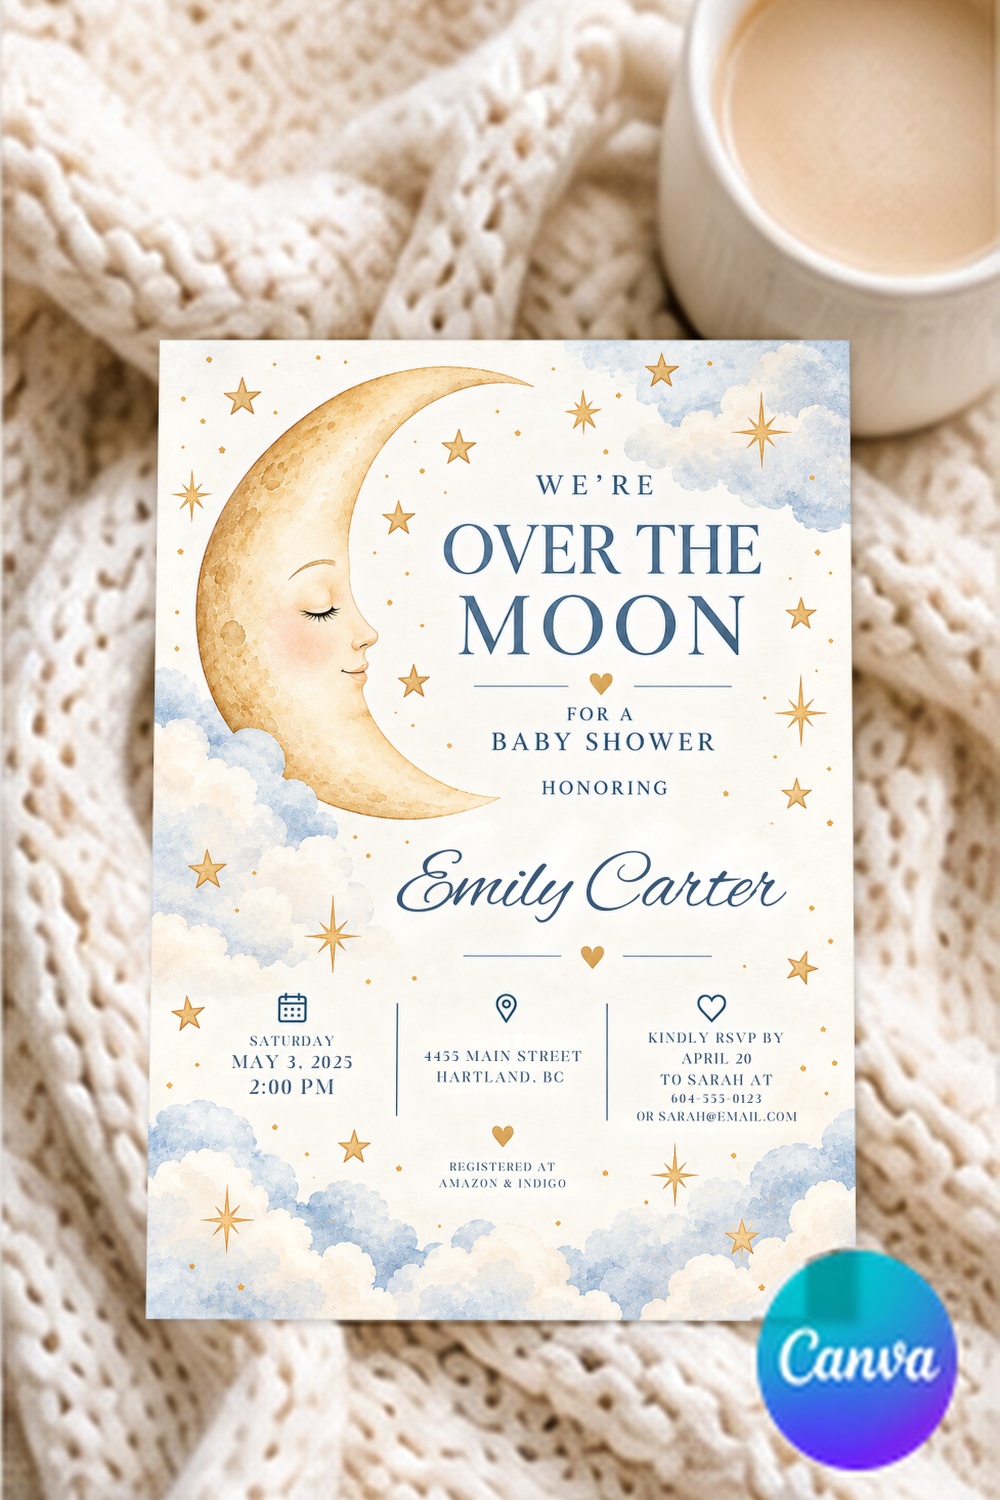 WE'RE
OVER THE
MOON
FOR A
BABY SHOWER
HONORING
Emily Carter
SATURDAY
MAY 3, 2025
2:00 PM
4455 MAIN STREET
HARTLAND, BC
KINDLY RSVP BY
APRIL 20
TO SARAH AT
604-555-0123
OR SARAH@EMAIL.COM
REGISTERED AT
AMAZON & INDIGO
Canva